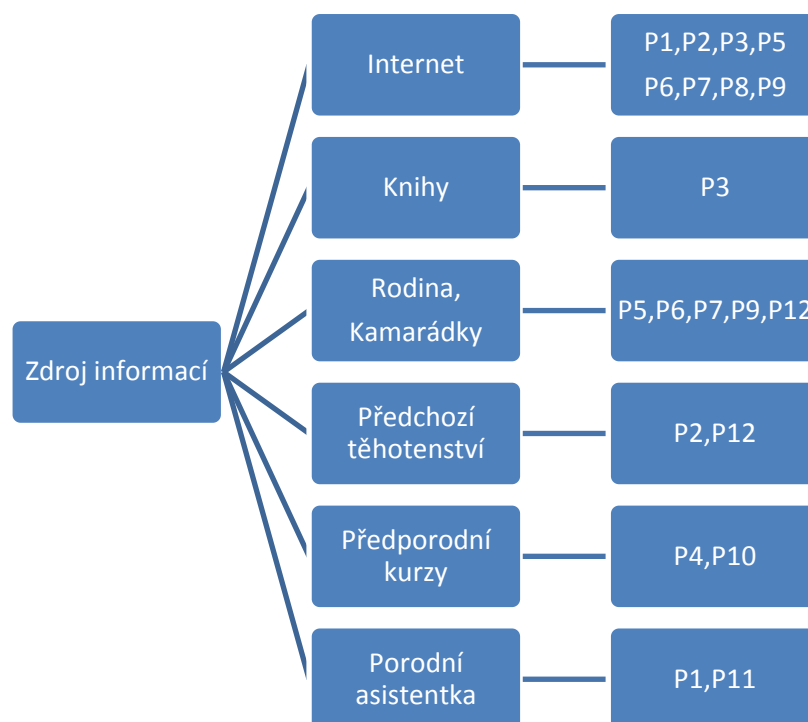 Internet
P1,P2,P3,P5
P6,P7,P8,P9
Knihy
P3
Rodina,
Kamarádky
P5,P6,P7,P9,P12
Zdroj informací
Předchozí
těhotenství
P2,P12
Předporodní
kurzy
P4,P10
Porodní
asistentka
P1,P11